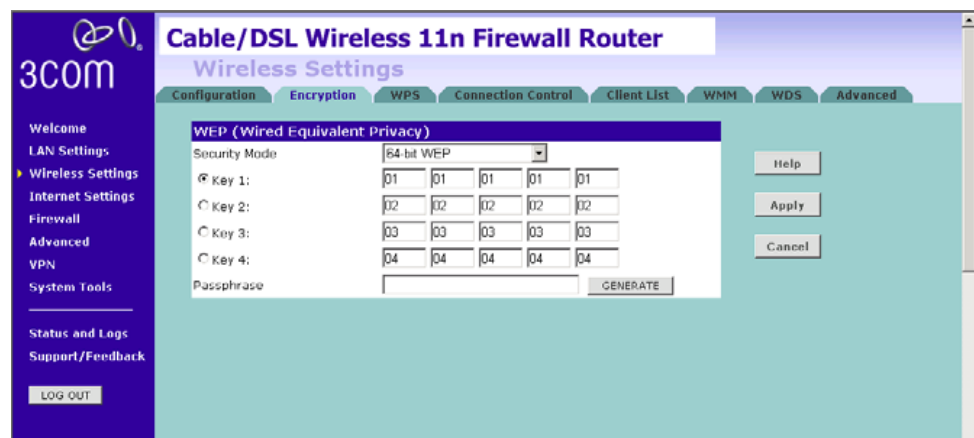 3COM
Cable/DSL Wireless 11n Firewall Router
Wireless Settings
Configuration Encryption WPS Connection Control Client List WMM WDS Advanced
Welcome
LAN Settings
Wireless Settings
Internet Settings
Firewall
Advanced
VPN
System Tools
Status and Logs
Support/Feedback
LOG OUT
WEP (Wired Equivalent Privacy)
Security Mode 64-bit WEP
Key 1: 01 01 01 01 01
Key 2: 02 02 02 02 02
Key 3: 03 03 03 03 03
Key 4: 04 04 04 04 04
Passphrase GENERATE
Help
Apply
Cancel